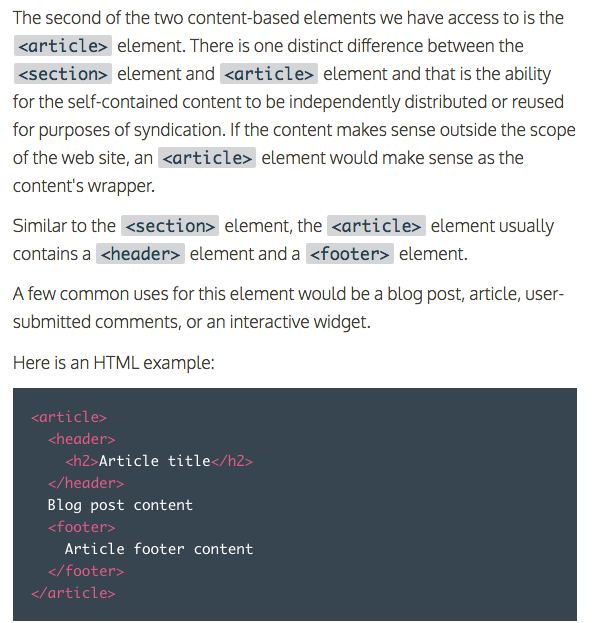 The second of the two content-based elements we have access to is the
<article> element. There is one distinct difference between the
<section> element and <article> element and that is the ability
for the self-contained content to be independently distributed or reused
for purposes of syndication. If the content makes sense outside the scope
of the web site, an <article> element would make sense as the
content's wrapper.
Similar to the <section> element, the <article> element usually
contains a <header> element and a <footer> element.
A few common uses for this element would be a blog post, article, user-
submitted comments, or an interactive widget.
Here is an HTML example:
<article>
  <header>
    <h2>Article title</h2>
  </header>
  Blog post content
  <footer>
    Article footer content
  </footer>
</article>